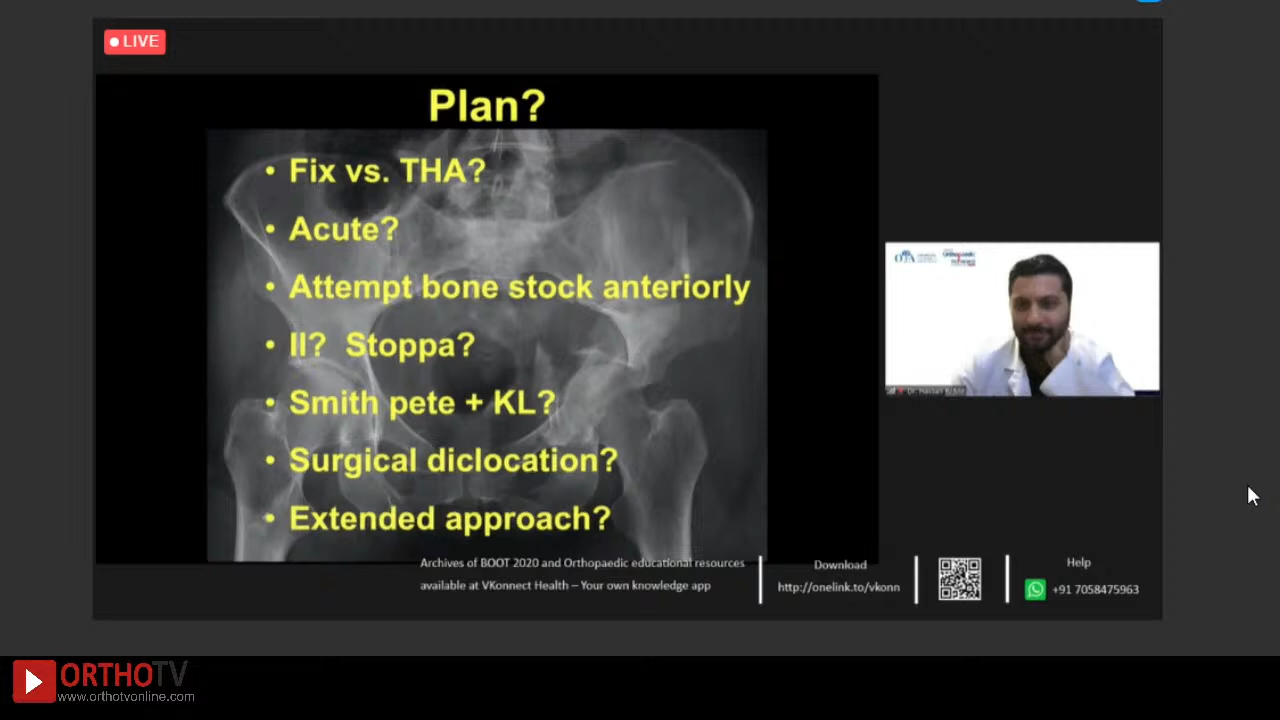 LIVE
Plan?
• Fix vs. THA?
• Acute?
• Attempt bone stock anteriorly
• II? Stoppa?
• Smith pete + KL?
• Surgical diclocation?
• Extended approach?
OTA
Orthopaedic
Archives of BOOT 2020 and Orthopaedic educational resources
available at VKonnect Health – Your own knowledge app
Download
http://onelink.to/vkonn
Help
+91 7058475963
ORTHOTV
www.orthotvonline.com